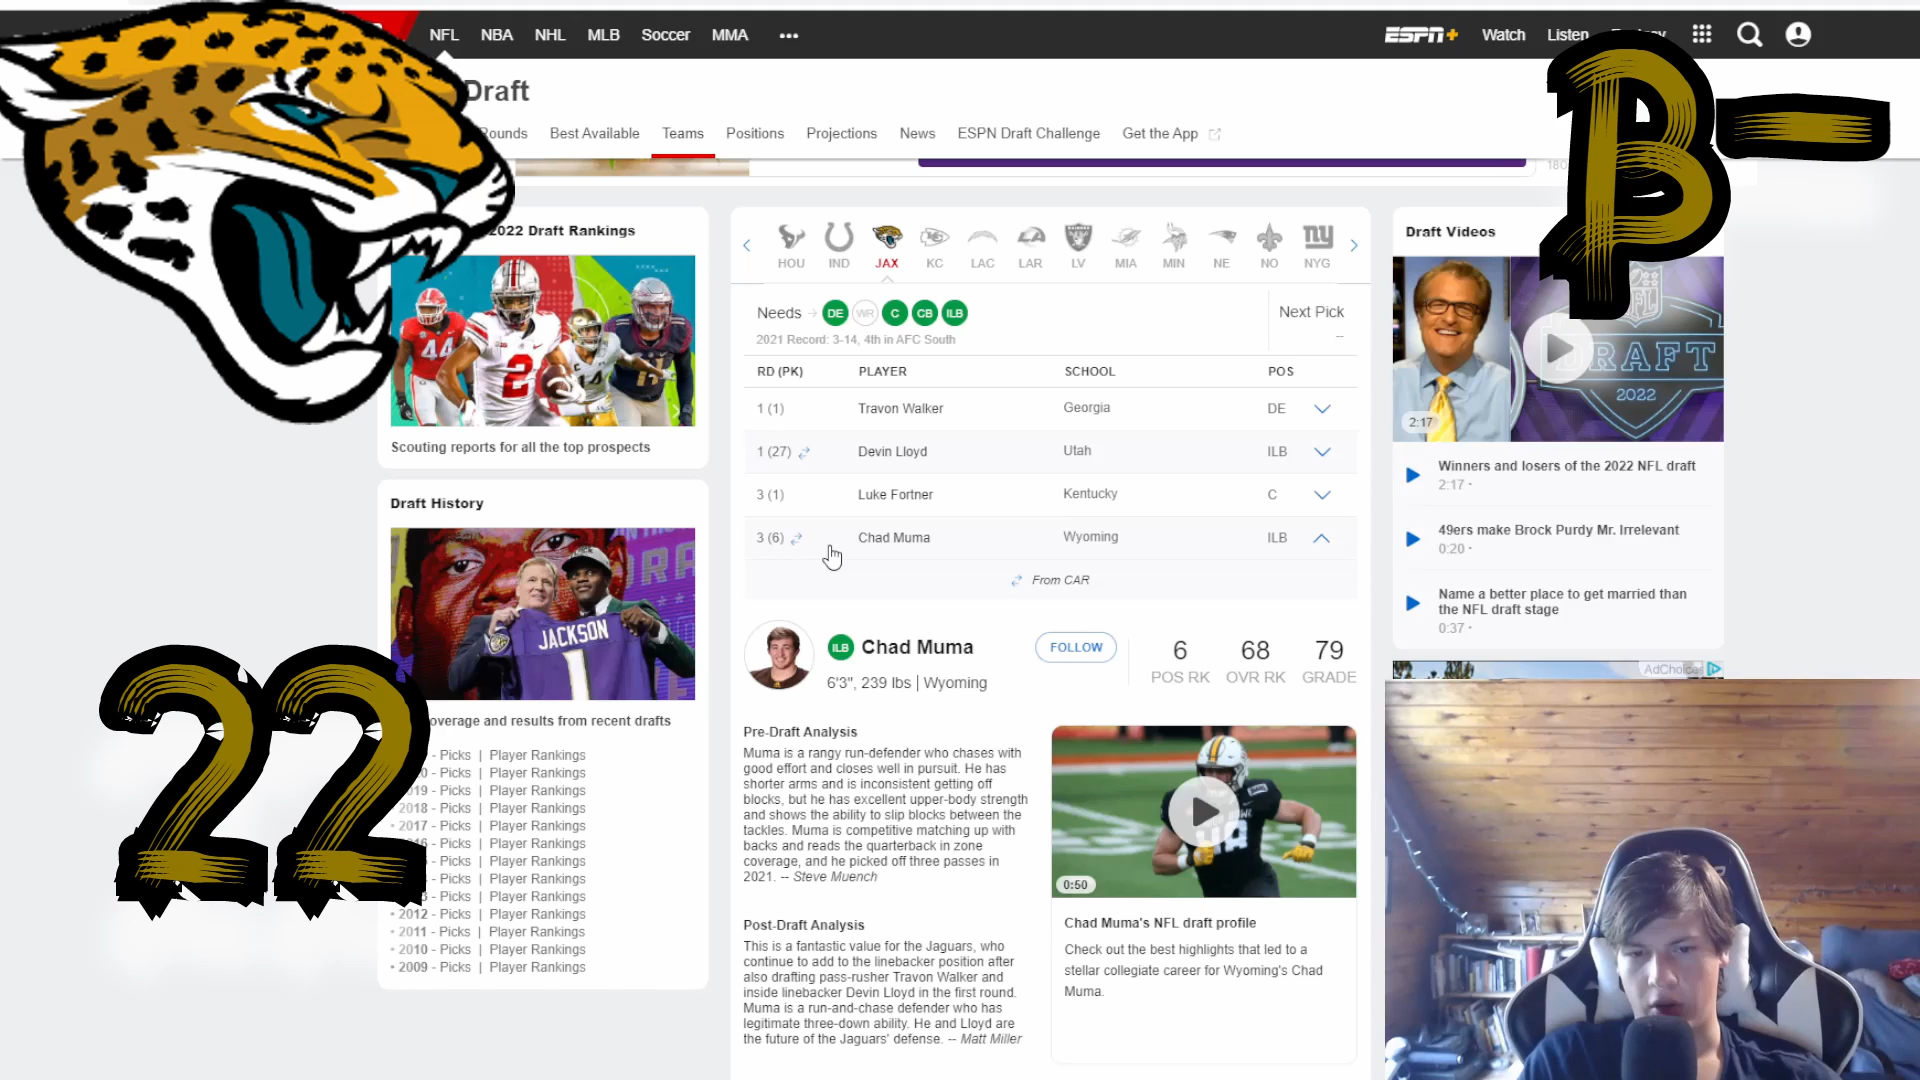 NFL NBA NHL MLB Soccer MMA •••
ESPN+ Watch Listen
Draft
Rounds Best Available Teams Positions Projections News ESPN Draft Challenge Get the App
B-
2022 Draft Rankings
Scouting reports for all the top prospects
Draft History
JACKSON
1
overage and results from recent drafts
- Picks | Player Rankings
- Picks | Player Rankings
019 - Picks | Player Rankings
• 2018 - Picks | Player Rankings
• 2017 - Picks | Player Rankings
- Picks | Player Rankings
- Picks | Player Rankings
- Picks | Player Rankings
- Picks | Player Rankings
• 2012 - Picks | Player Rankings
• 2011 - Picks | Player Rankings
• 2010 - Picks | Player Rankings
• 2009 - Picks | Player Rankings
22
HOU IND JAX KC LAC LAR LV MIA MIN NE NO NYG
Needs DE WR C CB ILB
2021 Record: 3-14, 4th in AFC South
Next Pick
--
RD (PK) PLAYER SCHOOL POS
1 (1) Travon Walker Georgia DE
1 (27) Devin Lloyd Utah ILB
3 (1) Luke Fortner Kentucky C
3 (6) Chad Muma Wyoming ILB
From CAR
ILB Chad Muma
6'3", 239 lbs | Wyoming
FOLLOW
6 68 79
POS RK OVR RK GRADE
Pre-Draft Analysis
Muma is a rangy run-defender who chases with
good effort and closes well in pursuit. He has
shorter arms and is inconsistent getting off
blocks, but he has excellent upper-body strength
and shows the ability to slip blocks between the
tackles. Muma is competitive matching up with
backs and reads the quarterback in zone
coverage, and he picked off three passes in
2021. -- Steve Muench
Post-Draft Analysis
This is a fantastic value for the Jaguars, who
continue to add to the linebacker position after
also drafting pass-rusher Travon Walker and
inside linebacker Devin Lloyd in the first round.
Muma is a run-and-chase defender who has
legitimate three-down ability. He and Lloyd are
the future of the Jaguars' defense. -- Matt Miller
0:50
Chad Muma's NFL draft profile
Check out the best highlights that led to a
stellar collegiate career for Wyoming's Chad
Muma.
Draft Videos
NFL
DRAFT
2022
2:17
Winners and losers of the 2022 NFL draft
2:17 ·
49ers make Brock Purdy Mr. Irrelevant
0:20 ·
Name a better place to get married than
the NFL draft stage
0:37 ·
AdChoices